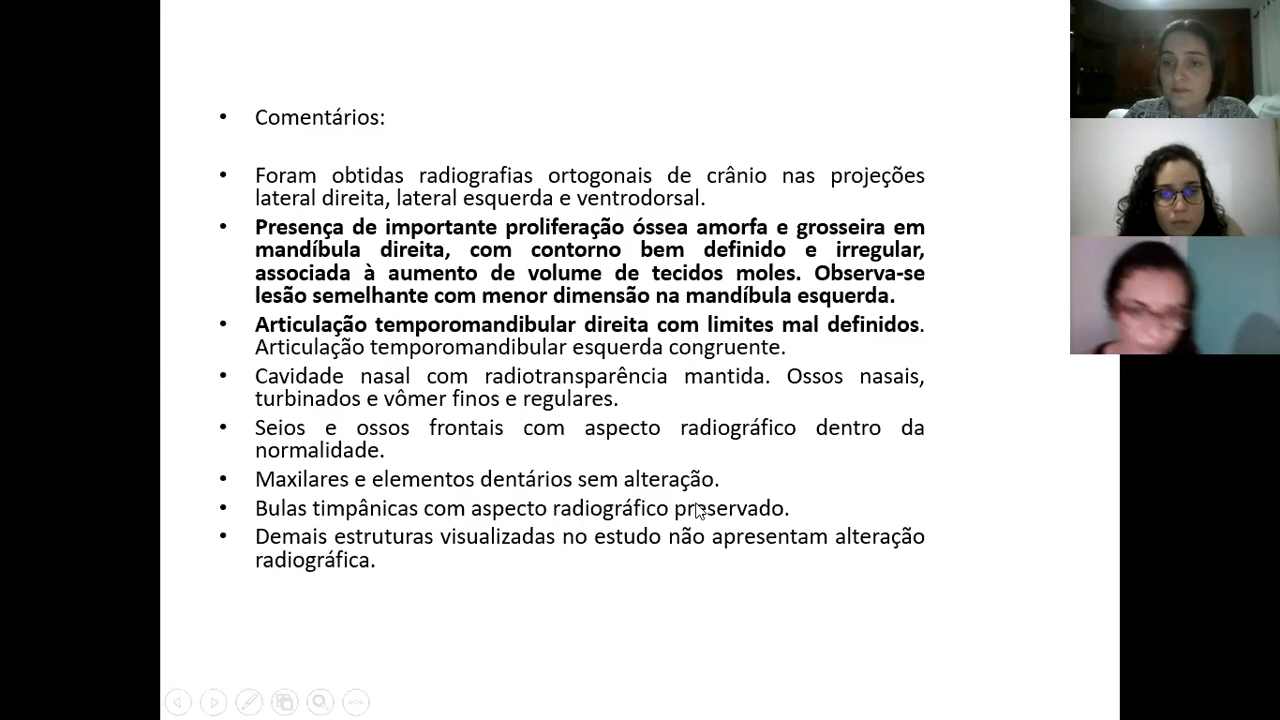 • Comentários:
• Foram obtidas radiografias ortogonais de crânio nas projeções
lateral direita, lateral esquerda e ventrodorsal.
• Presença de importante proliferação óssea amorfa e grosseira em
mandíbula direita, com contorno bem definido e irregular,
associada à aumento de volume de tecidos moles. Observa-se
lesão semelhante com menor dimensão na mandíbula esquerda.
• Articulação temporomandibular direita com limites mal definidos.
Articulação temporomandibular esquerda congruente.
• Cavidade nasal com radiotransparência mantida. Ossos nasais,
turbinados e vômer finos e regulares.
• Seios e ossos frontais com aspecto radiográfico dentro da
normalidade.
• Maxilares e elementos dentários sem alteração.
• Bulas timpânicas com aspecto radiográfico preservado.
• Demais estruturas visualizadas no estudo não apresentam alteração
radiográfica.